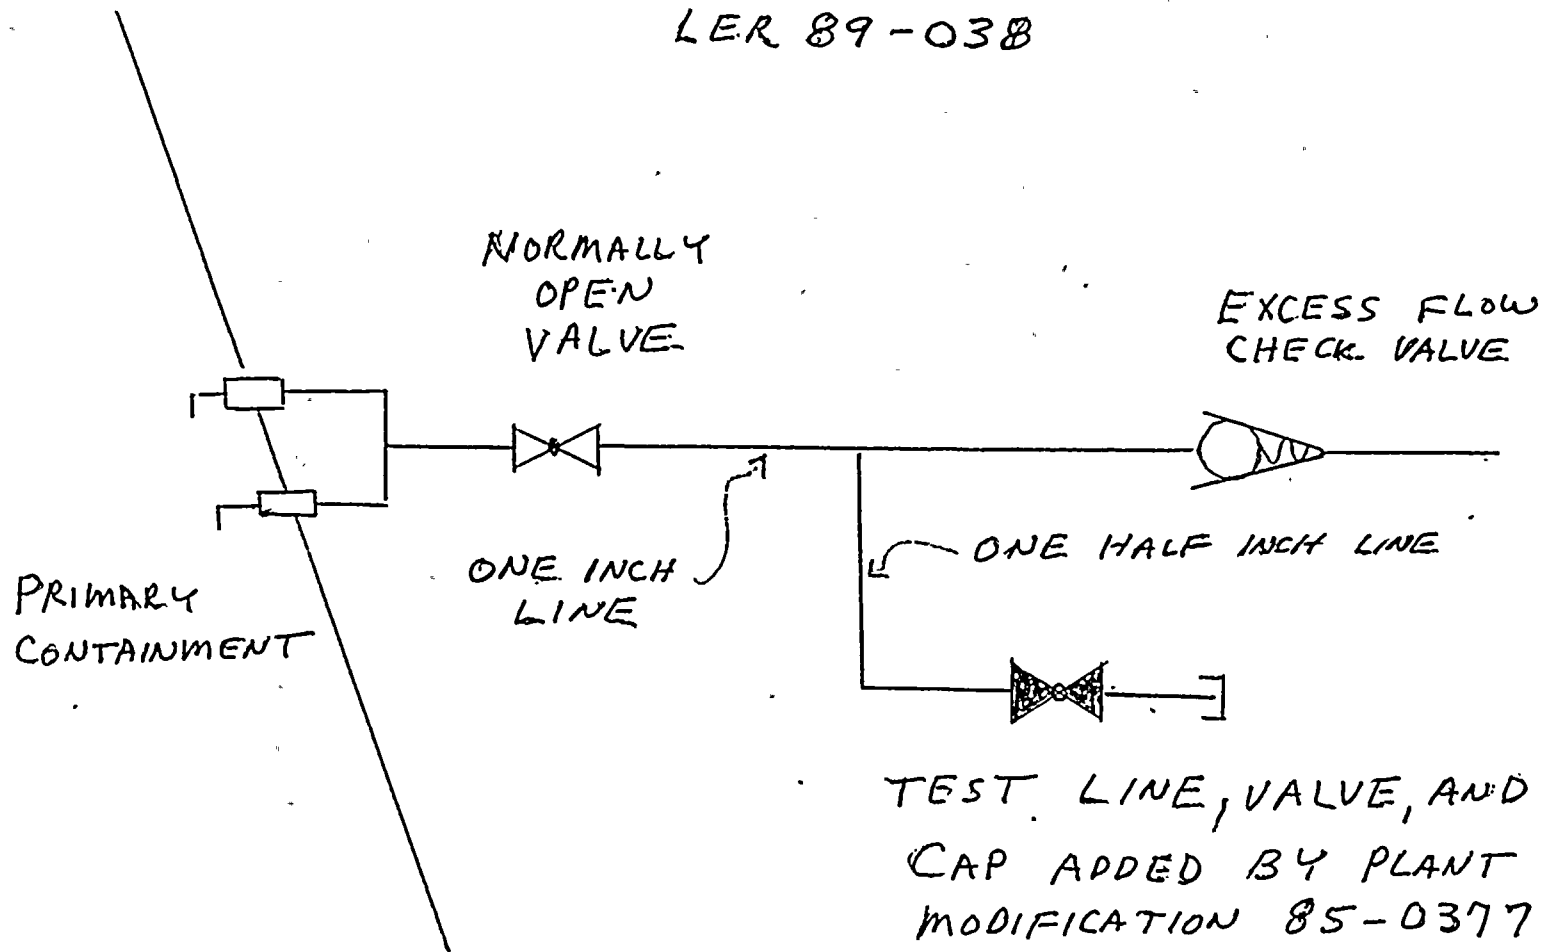 LER 89-038
NORMALLY
OPEN
VALVE
EXCESS FLOW
CHECK VALVE
ONE INCH
LINE
ONE HALF INCH LINE
PRIMARY
CONTAINMENT
TEST LINE, VALVE, AND
CAP ADDED BY PLANT
MODIFICATION 85-0377